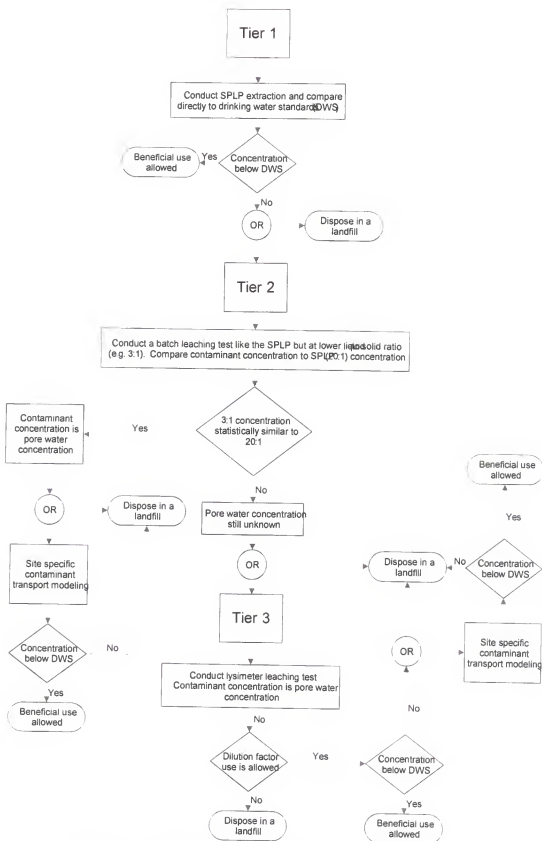 Tier 1
Conduct SPLP extraction and compare
directly to drinking water standards (DWS)
Beneficial use
allowed
Yes
Concentration
below DWS
No
OR
Dispose in a
landfill
Tier 2
Conduct a batch leaching test like the SPLP but at lower liquid solid ratio
(e.g. 3:1). Compare contaminant concentration to SPLP (20:1) concentration
Contaminant
concentration is
pore water
concentration
Yes
3:1 concentration
statistically similar to
20:1
Beneficial use
allowed
No
Yes
OR
Dispose in a
landfill
Pore water concentration
still unknown
Site specific
contaminant
transport modeling
OR
Dispose in a
landfill
No
Concentration
below DWS
Tier 3
Concentration
below DWS
No
OR
Site specific
contaminant
transport modeling
Conduct lysimeter leaching test
Contaminant concentration is pore water
concentration
Yes
Beneficial use
allowed
No
No
Dilution factor
use is allowed
Yes
Concentration
below DWS
No
Yes
Dispose in a
landfill
Beneficial use
allowed